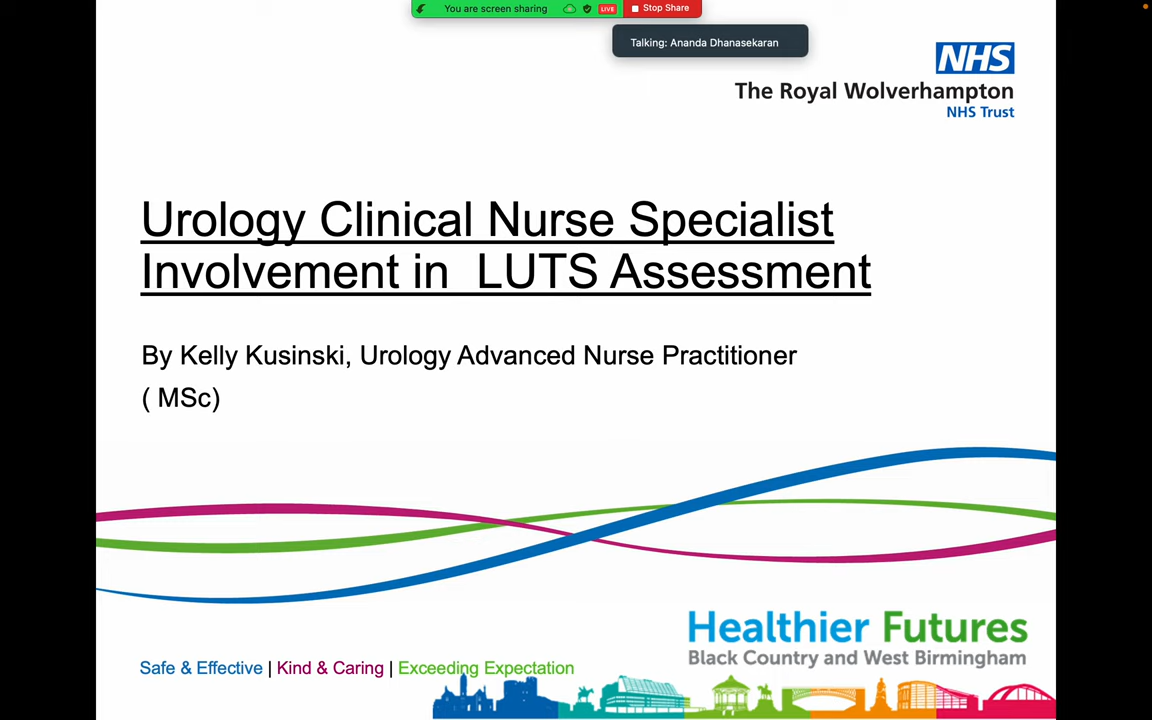 You are screen sharing LIVE Stop Share
Talking: Ananda Dhanasekaran
NHS
The Royal Wolverhampton
NHS Trust
Urology Clinical Nurse Specialist
Involvement in  LUTS Assessment
By Kelly Kusinski, Urology Advanced Nurse Practitioner
( MSc)
Healthier Futures
Black Country and West Birmingham
Safe & Effective | Kind & Caring | Exceeding Expectation